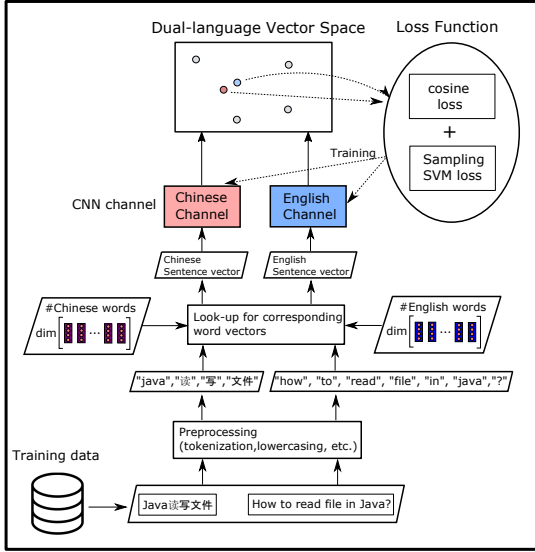 Dual-language Vector Space
Loss Function
cosine
loss
+
Sampling
SVM loss
Training
CNN channel
Chinese
Channel
English
Channel
Chinese
Sentence vector
English
Sentence vector
#Chinese words
dim
...
Look-up for corresponding
word vectors
#English words
dim
...
"java","读","写","文件"
"how", "to", "read", "file", "in", "java","?"
Preprocessing
(tokenization,lowercasing, etc.)
Training data
Java读写文件
How to read file in Java?